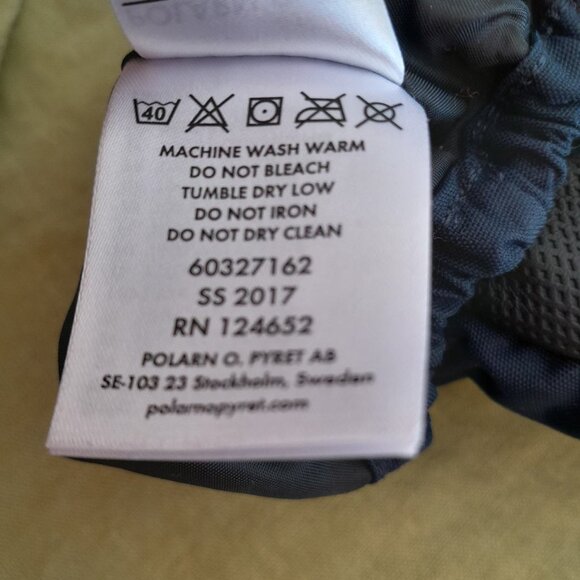 POLARN
40
MACHINE WASH WARM
DO NOT BLEACH
TUMBLE DRY LOW
DO NOT IRON
DO NOT DRY CLEAN
60327162
SS 2017
RN 124652
POLARN O. PYRET AB
SE-103 23 Stockholm, Sweden
polarnopyret.com